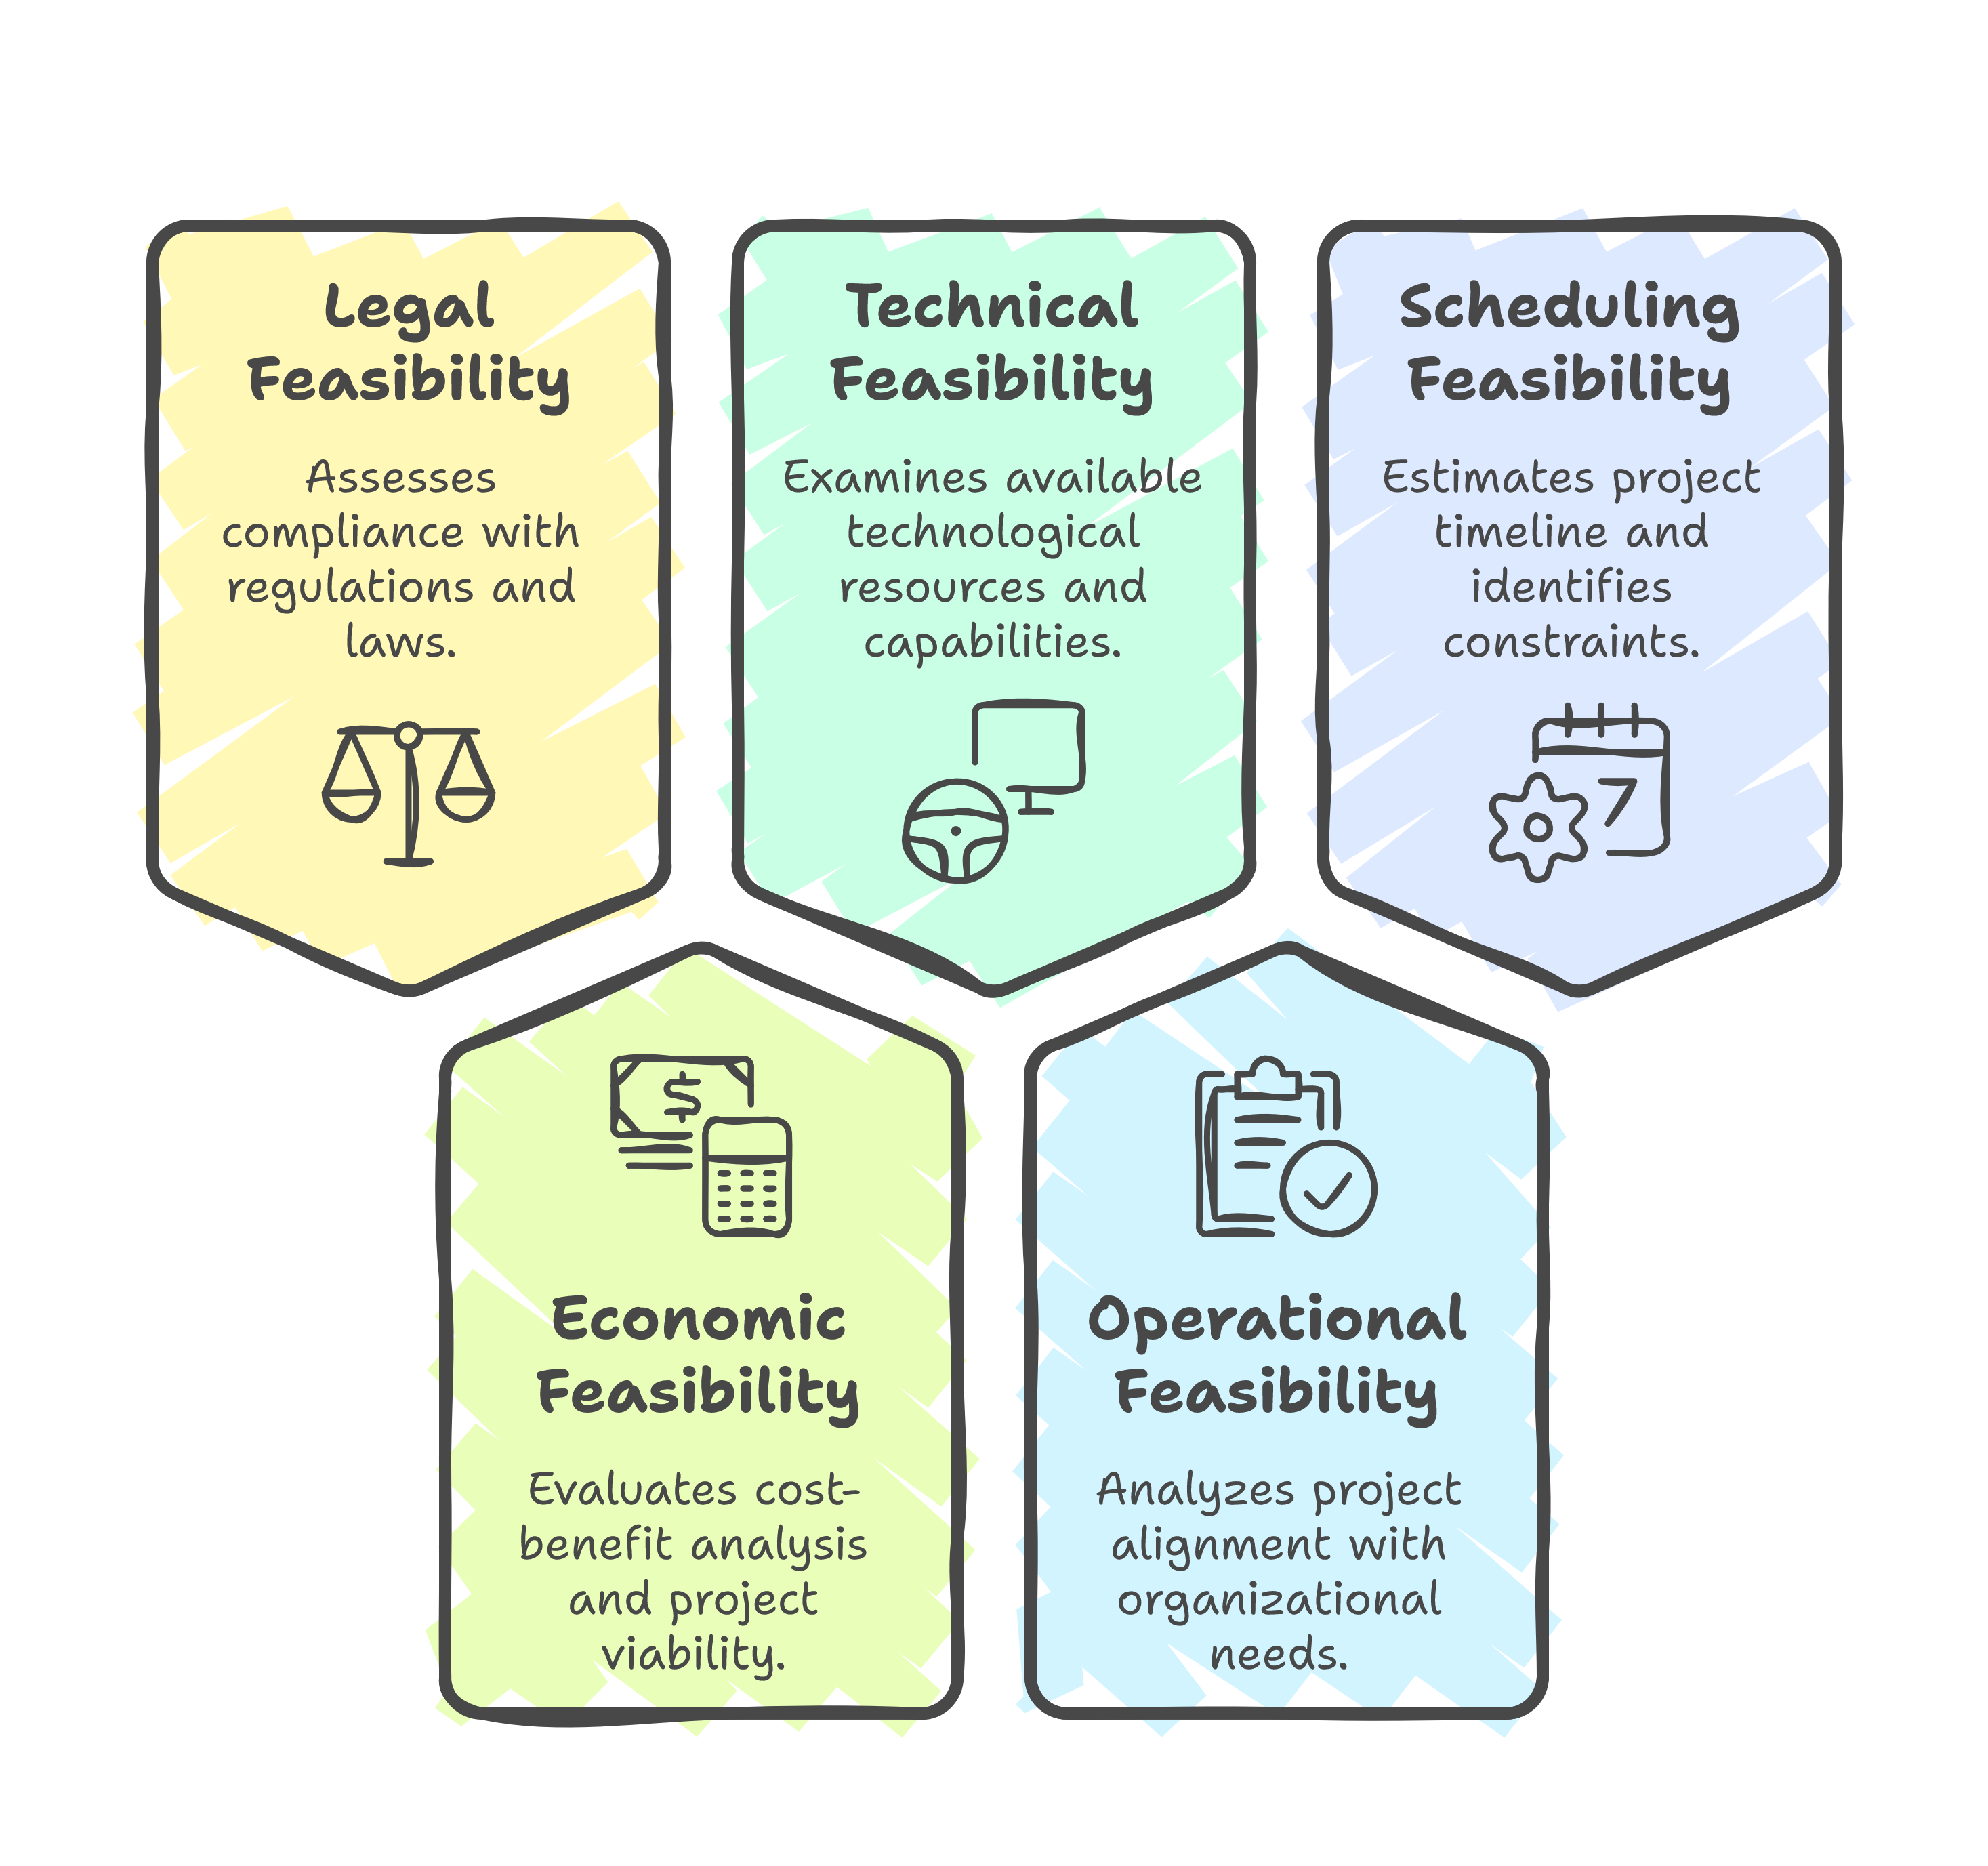 Legal
Feasibility
Assesses
compliance with
regulations and
laws.
Technical
Feasibility
Examines available
technological
resources and
capabilities.
Scheduling
Feasibility
Estimates project
timeline and
identifies
constraints.
7
$
Economic
Feasibility
Evaluates cost-
benefit analysis
and project
viability.
Operational
Feasibility
Analyzes project
alignment with
organizational
needs.